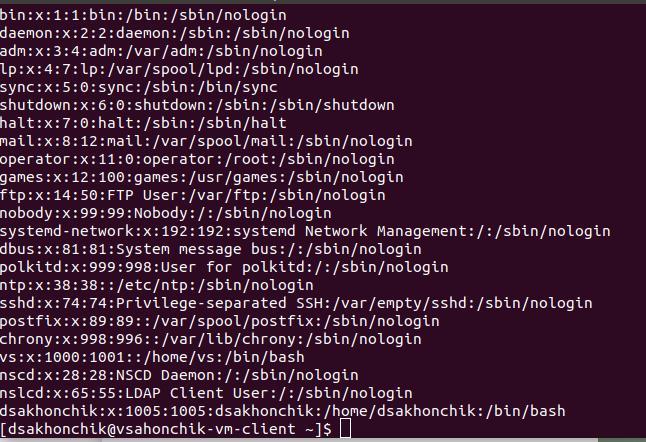 bin:x:1:1:bin:/bin:/sbin/nologin
daemon:x:2:2:daemon:/sbin:/sbin/nologin
adm:x:3:4:adm:/var/adm:/sbin/nologin
lp:x:4:7:lp:/var/spool/lpd:/sbin/nologin
sync:x:5:0:sync:/sbin:/bin/sync
shutdown:x:6:0:shutdown:/sbin:/sbin/shutdown
halt:x:7:0:halt:/sbin:/sbin/halt
mail:x:8:12:mail:/var/spool/mail:/sbin/nologin
operator:x:11:0:operator:/root:/sbin/nologin
games:x:12:100:games:/usr/games:/sbin/nologin
ftp:x:14:50:FTP User:/var/ftp:/sbin/nologin
nobody:x:99:99:Nobody:/:/sbin/nologin
systemd-network:x:192:192:systemd Network Management:/:/sbin/nologin
dbus:x:81:81:System message bus:/:/sbin/nologin
polkitd:x:999:998:User for polkitd:/:/sbin/nologin
ntp:x:38:38::/etc/ntp:/sbin/nologin
sshd:x:74:74:Privilege-separated SSH:/var/empty/sshd:/sbin/nologin
postfix:x:89:89::/var/spool/postfix:/sbin/nologin
chrony:x:998:996::/var/lib/chrony:/sbin/nologin
vs:x:1000:1001::/home/vs:/bin/bash
nscd:x:28:28:NSCD Daemon:/:/sbin/nologin
nslcd:x:65:55:LDAP Client User:/:/sbin/nologin
dsakhonchik:x:1005:1005:dsakhonchik:/home/dsakhonchik:/bin/bash
[dsakhonchik@vsahonchik-vm-client ~]$